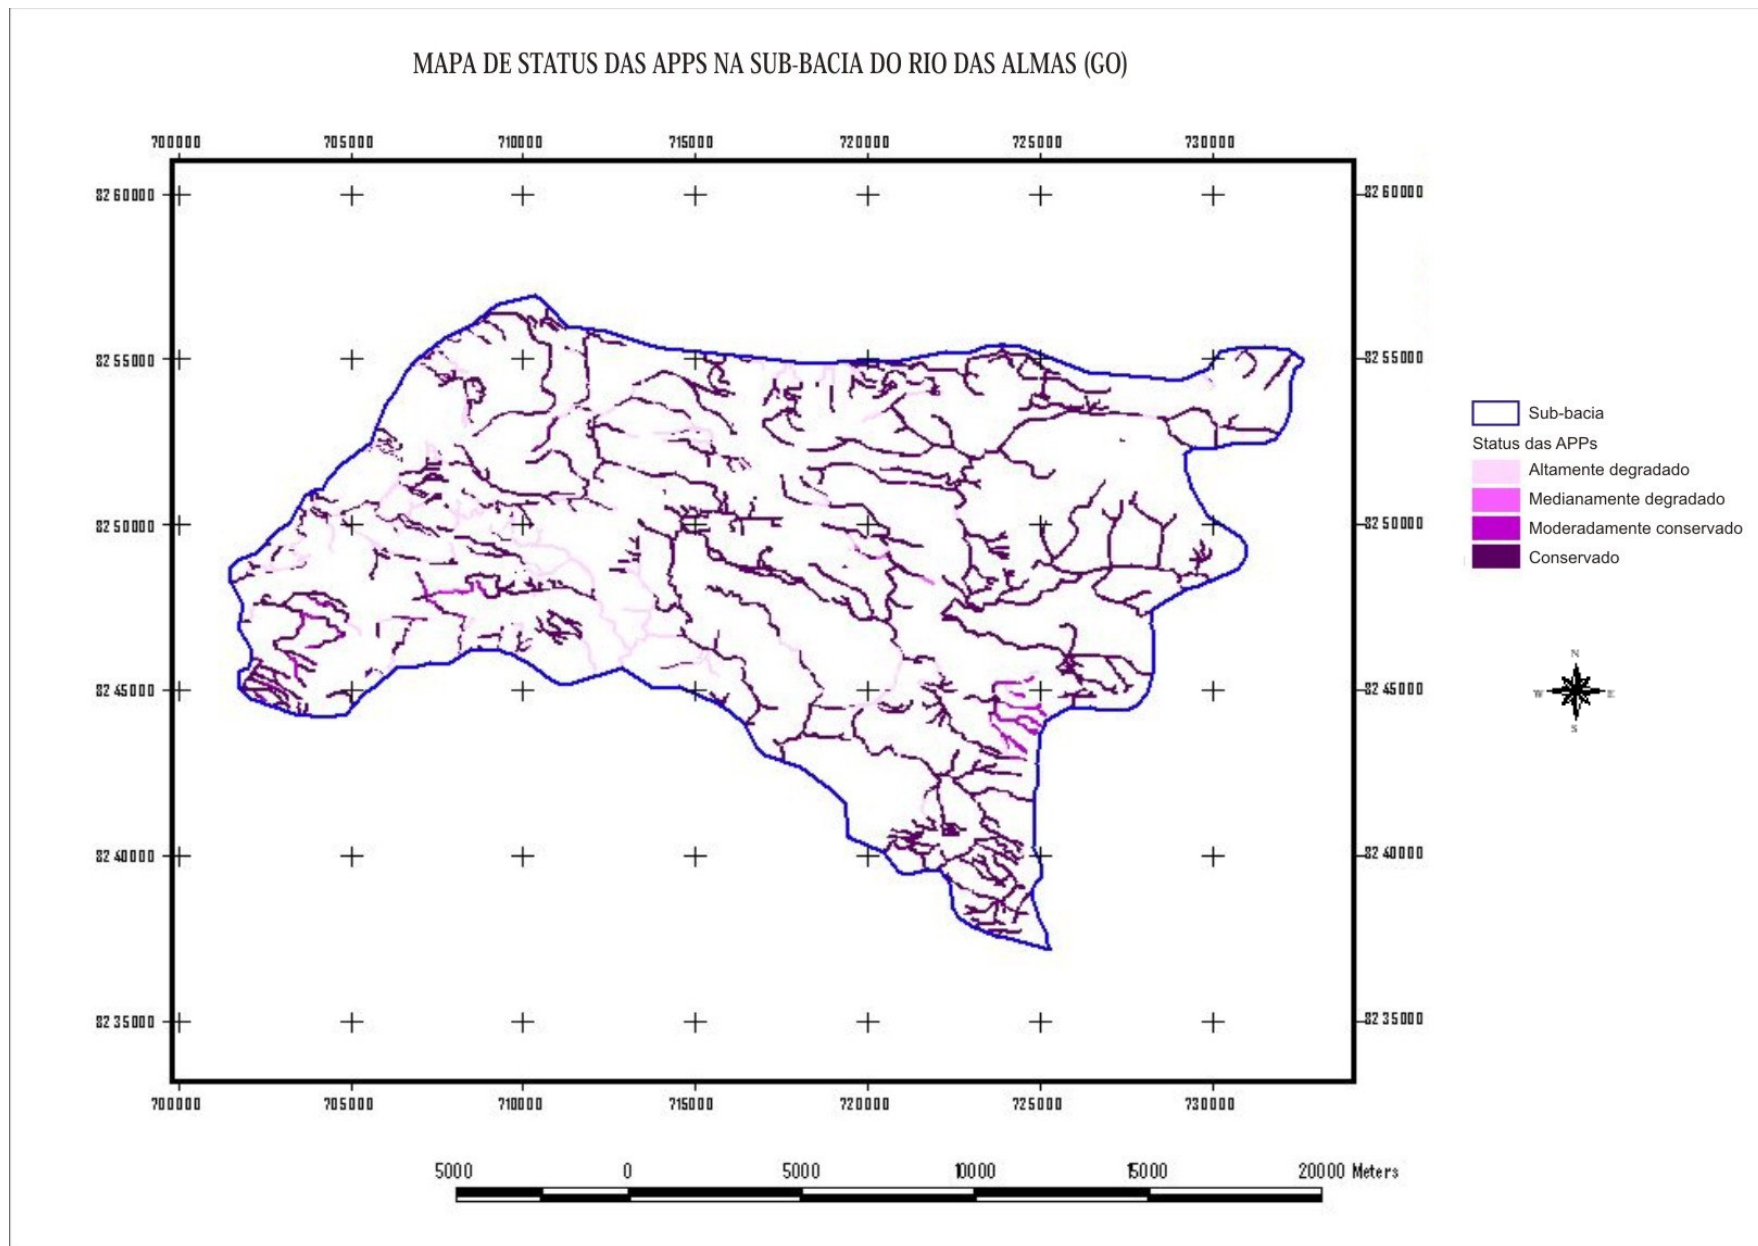 MAPA DE STATUS DAS APPS NA SUB-BACIA DO RIO DAS ALMAS (GO)
700000 705000 710000 715000 720000 725000 730000
8260000 8260000
8255000 8255000
Sub-bacia
Status das APPs
Altamente degradado
Medianamente degradado
8250000 8250000
Moderadamente conservado
Conservado
N
8245000 8245000
W E
S
8240000 8240000
8235000 8235000
700000 705000 710000 715000 720000 725000 730000
5000 0 5000 10000 15000 20000 Meters